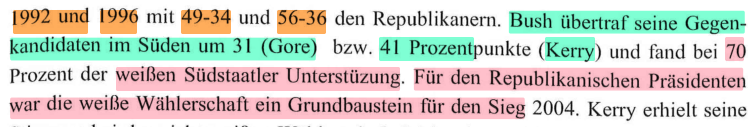 1992 und 1996 mit 49-34 und 56-36 den Republikanern. Bush übertraf seine Gegen-
kandidaten im Süden um 31 (Gore) bzw. 41 Prozentpunkte (Kerry) und fand bei 70
Prozent der weißen Südstaatler Unterstüzung. Für den Republikanischen Präsidenten
war die weiße Wählerschaft ein Grundbaustein für den Sieg 2004. Kerry erhielt seine